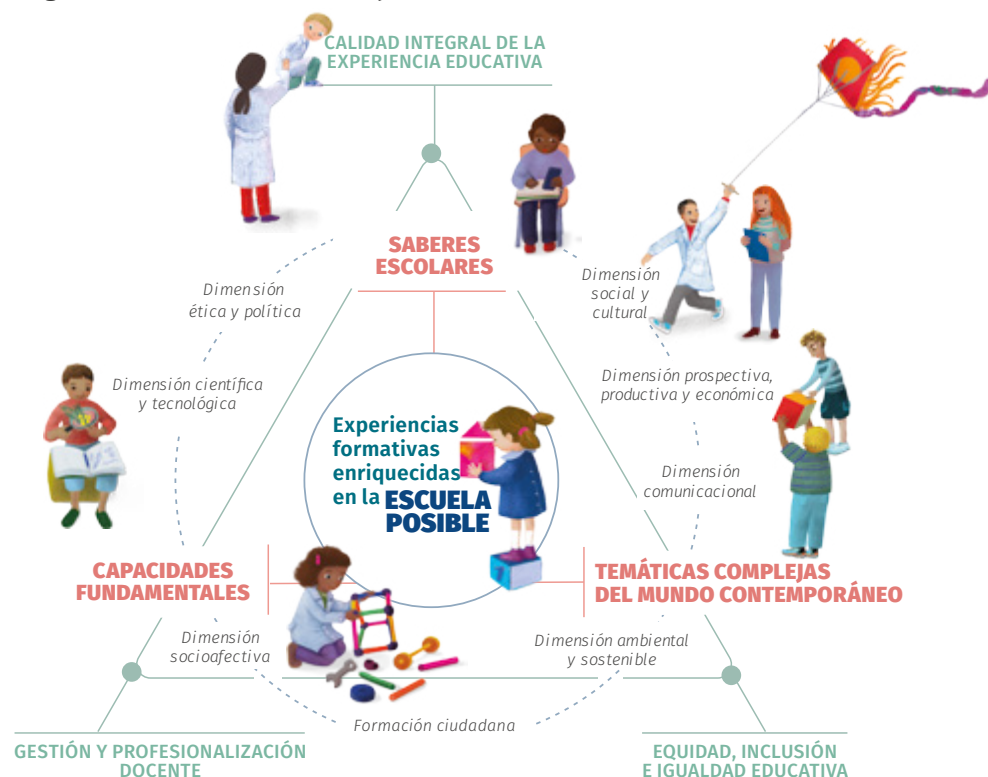 CALIDAD INTEGRAL DE LA
EXPERIENCIA EDUCATIVA
SABERES
ESCOLARES
Dimensión
ética y política
Dimensión
social y
cultural
Dimensión científica
y tecnológica
Dimensión prospectiva,
productiva y económica
Experiencias
formativas
enriquecidas
en la ESCUELA
POSIBLE
Dimensión
comunicacional
CAPACIDADES
FUNDAMENTALES
TEMÁTICAS COMPLEJAS
DEL MUNDO CONTEMPORÁNEO
Dimensión
socioafectiva
Dimensión ambiental
y sostenible
Formación ciudadana
GESTIÓN Y PROFESIONALIZACIÓN
DOCENTE
EQUIDAD, INCLUSIÓN
E IGUALDAD EDUCATIVA